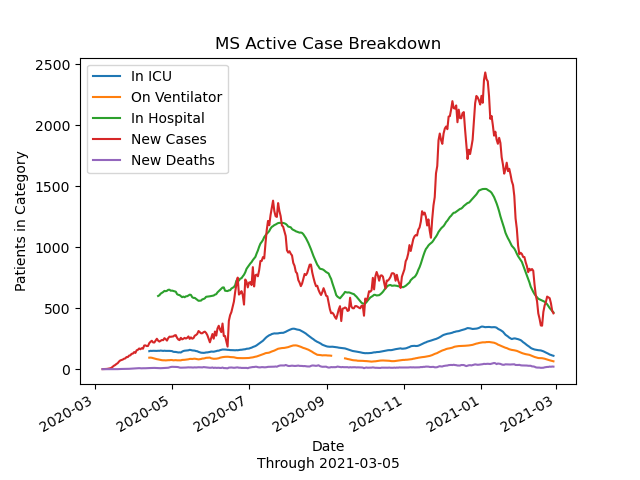 MS Active Case Breakdown
In ICU
On Ventilator
In Hospital
New Cases
New Deaths
Patients in Category
2500
2000
1500
1000
500
0
2020-03
2020-05
2020-07
2020-09
2020-11
2021-01
2021-03
Date
Through 2021-03-05